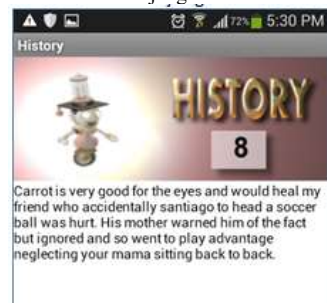 72% 5:30 PM
History
HISTORY
8
Carrot is very good for the eyes and would heal my
friend who accidentally santiago to head a soccer
ball was hurt. His mother warned him of the fact
but ignored and so went to play advantage
neglecting your mama sitting back to back.